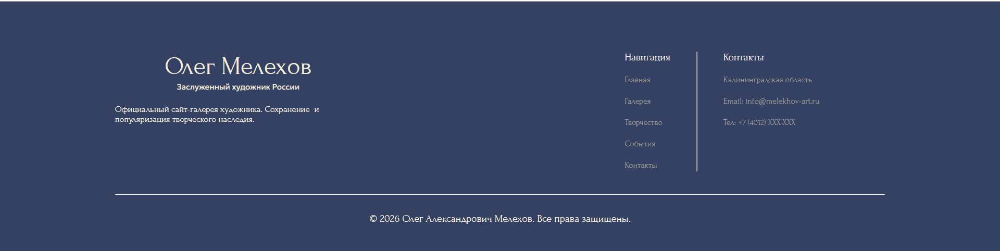 Олег Мелехов
Заслуженный художник России
Официальный сайт-галерея художника. Сохранение и
популяризация творческого наследия.
Навигация
Главная
Галерея
Творчество
События
Контакты
Контакты
Калининградская область
Email: info@melekhov-art.ru
Тел: +7 (4012) XXX-XXX
© 2026 Олег Александрович Мелехов. Все права защищены.